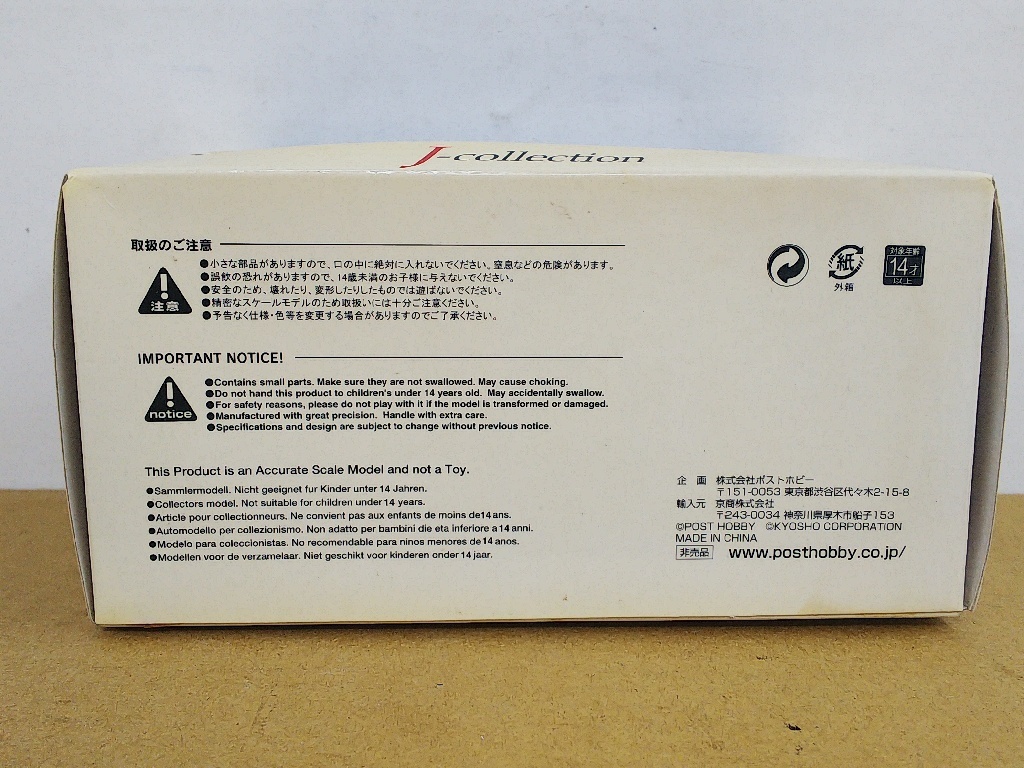 J-collection
取扱のご注意
●小さな部品がありますので、口の中に絶対に入れないでください。窒息などの危険があります。
●誤飲の恐れがありますので、14歳未満のお子様に与えないでください。
●安全のため、壊れたり、変形したりしたものでは遊ばないでください。
●精密なスケールモデルのため取扱いには十分ご注意ください。
●予告なく仕様・色等を変更する場合がありますのでご了承ください。
注意
紙
外箱
対象年齢
14才
以上
IMPORTANT NOTICE!
●Contains small parts. Make sure they are not swallowed. May cause choking.
●Do not hand this product to children's under 14 years old. May accidentally swallow.
●For safety reasons, please do not play with it if the model is transformed or damaged.
●Manufactured with great precision. Handle with extra care.
●Specifications and design are subject to change without previous notice.
notice
This Product is an Accurate Scale Model and not a Toy.
●Sammlermodell. Nicht geeignet fur Kinder unter 14 Jahren.
●Collectors model. Not suitable for children under 14 years.
●Article pour collectionneurs. Ne convient pas aux enfants de moins de14 ans.
●Automodello per collezionismo. Non adatto per bambini die eta inferiore a 14 anni.
●Modelo para coleccionistas. No recomendable para ninos menores de 14 anos.
●Modellen voor de verzamelaar. Niet geschikt voor kinderen onder 14 jaar.
企 画 株式会社ポストホビー
〒151-0053 東京都渋谷区代々木2-15-8
輸入元 京商株式会社
〒243-0034 神奈川県厚木市船子153
©POST HOBBY ©KYOSHO CORPORATION
MADE IN CHINA
非売品 www.posthobby.co.jp/